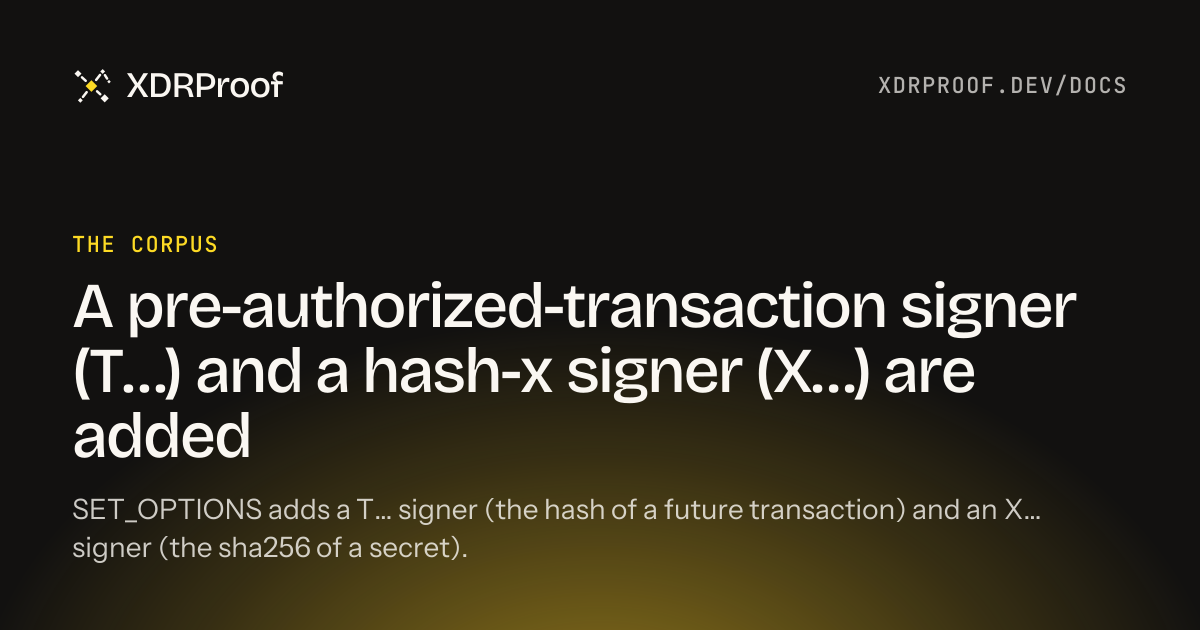 XDRProof
XDRPROOF.DEV/DOCS
THE CORPUS
A pre-authorized-transaction signer
(T…) and a hash-x signer (X…) are
added
SET_OPTIONS adds a T… signer (the hash of a future transaction) and an X…
signer (the sha256 of a secret).